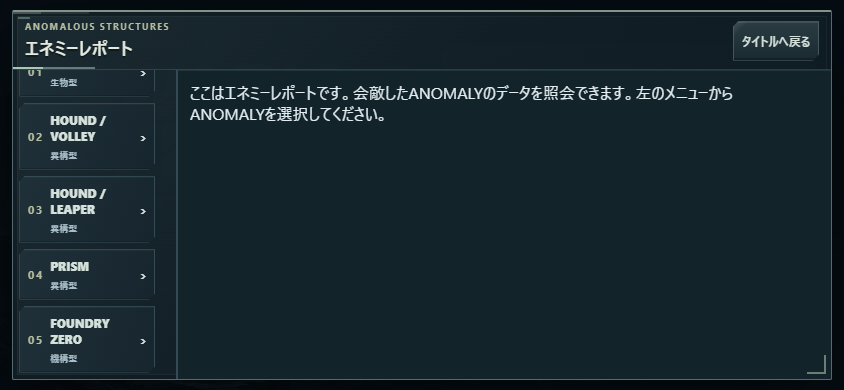 ANOMALOUS STRUCTURES
エネミーレポート
タイトルへ戻る
01
生物型
›
02
HOUND /
VOLLEY
異構型
›
03
HOUND /
LEAPER
異構型
›
04
PRISM
異構型
›
05
FOUNDRY
ZERO
機構型
›
ここはエネミーレポートです。会敵したANOMALYのデータを照会できます。左のメニューから
ANOMALYを選択してください。